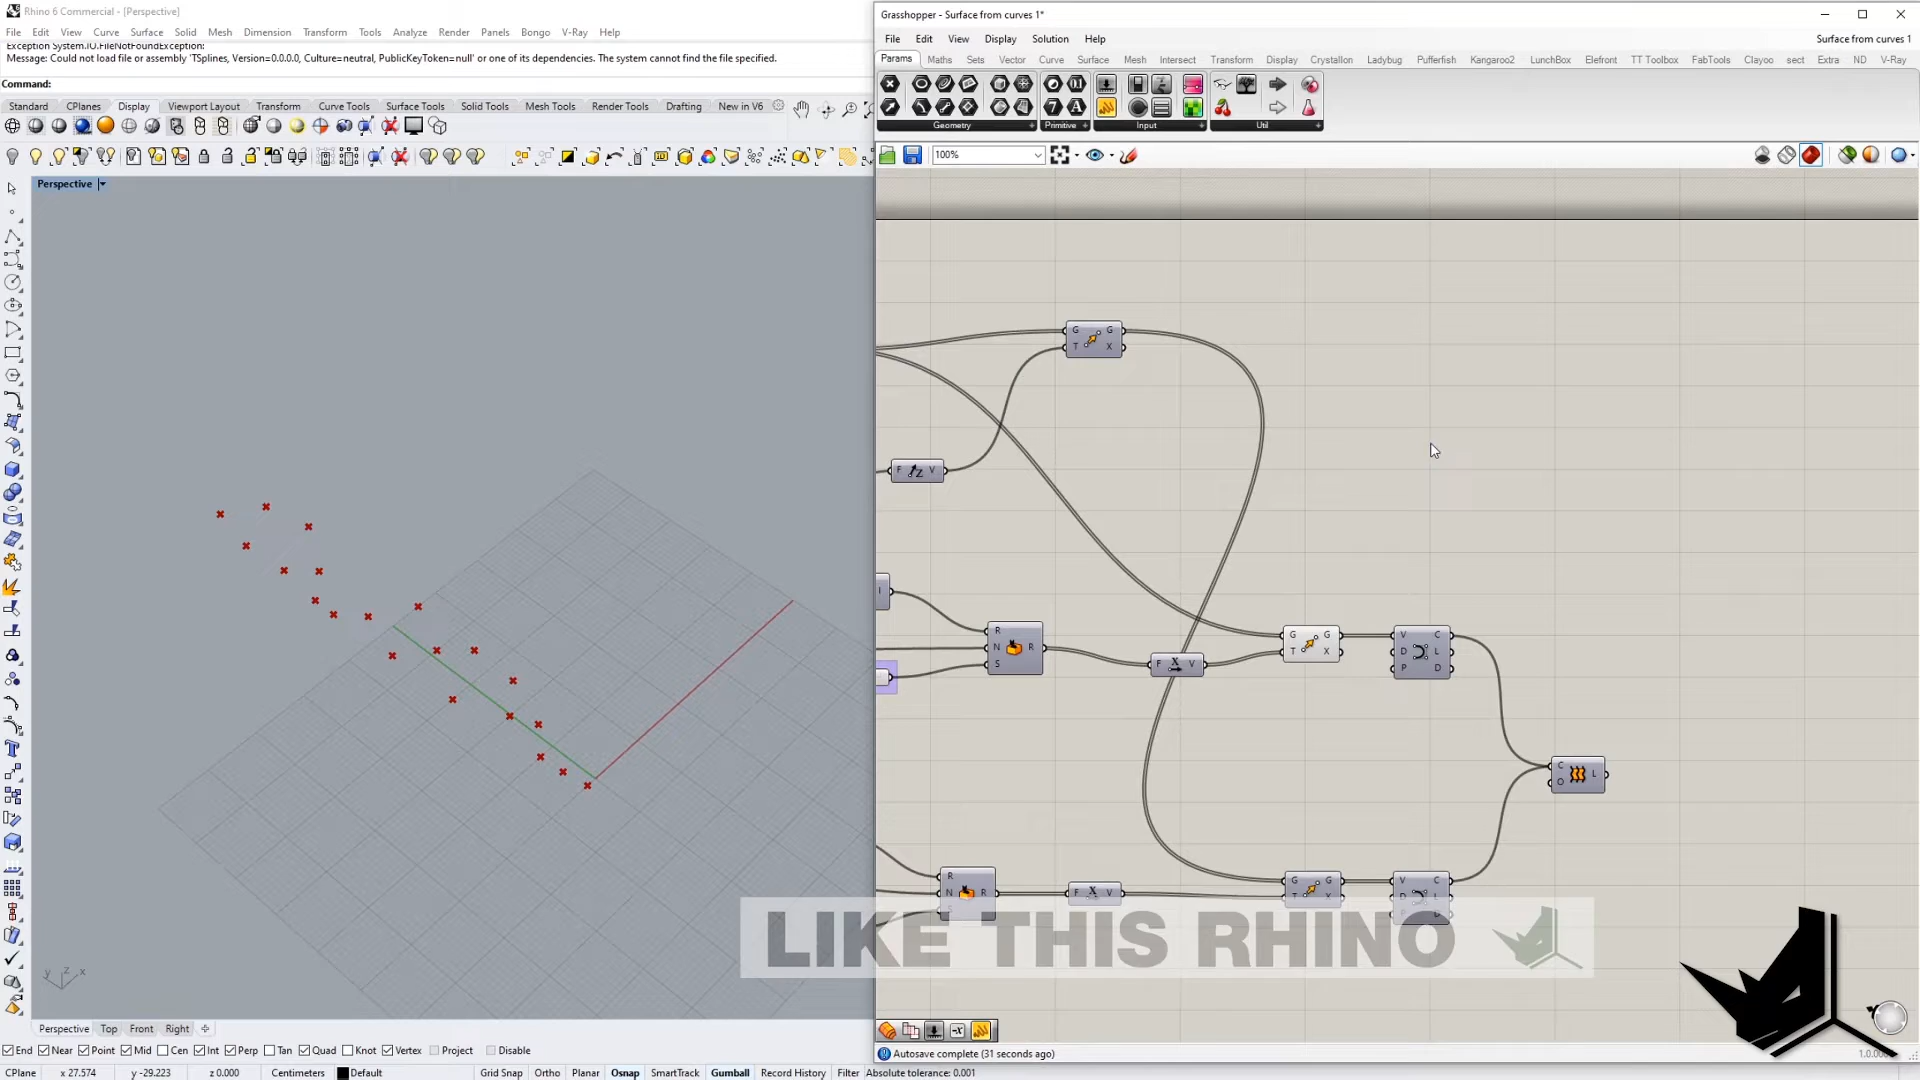 Rhino 6 Commercial - [Perspective]
File Edit View Curve Surface Solid Mesh Dimension Transform Tools Analyze Render Panels Bongo V-Ray Help
Exception System.IO.FileNotFoundException:
Message: Could not load file or assembly 'TSplines, Version=0.0.0.0, Culture=neutral, PublicKeyToken=null' or one of its dependencies. The system cannot find the file specified.
Command:
Standard CPlanes Display Viewport Layout Transform Curve Tools Surface Tools Solid Tools Mesh Tools Render Tools Drafting New in V6
Perspective
y z x
Perspective Top Front Right
End Near Point Mid Cen Int Perp Tan Quad Knot Vertex Project Disable
CPlane x 27.574 y -29.223 z 0.000 Centimeters Default Grid Snap Ortho Planar Osnap SmartTrack Gumball Record History Filter Absolute tolerance: 0.001
Grasshopper - Surface from curves 1*
File Edit View Display Solution Help
Surface from curves 1
Params Maths Sets Vector Curve Surface Mesh Intersect Transform Display Crystallon Ladybug Pufferfish Kangaroo2 LunchBox Elefront TT Toolbox FabTools Clayoo sect Extra ND V-Ray
Geometry Primitive Input Util
100%
G G
T X
F Z V
I
R
N R
S
F X V
G G
T X
V C
D L
P D
C L
O
R
N R
F X V
G G
T X
V C
D L
D
LIKE THIS RHINO
Autosave complete (31 seconds ago)